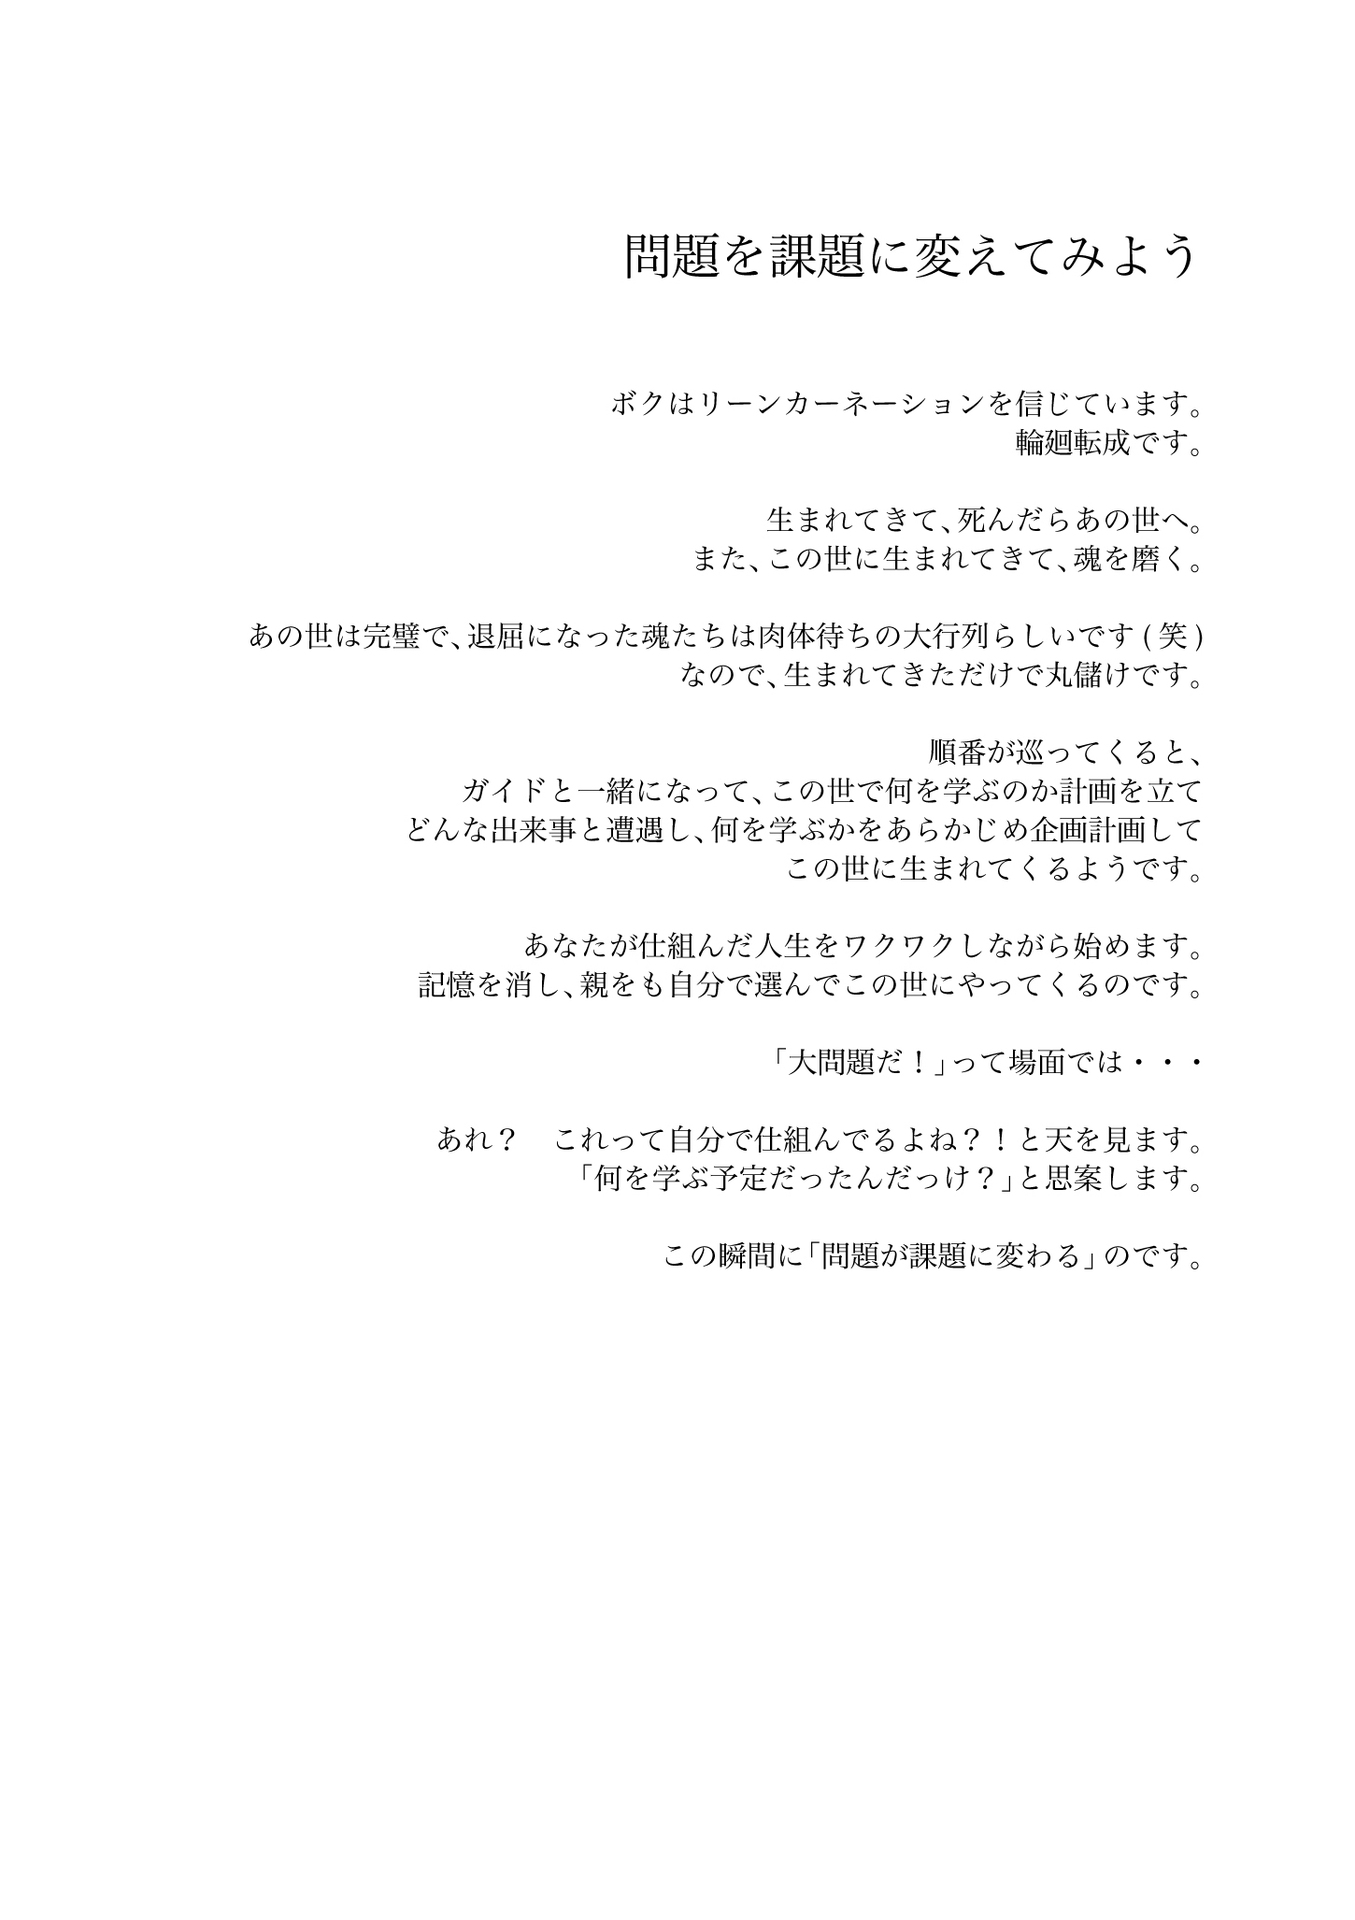 問題を課題に変えてみよう
ボクはリーンカーネーションを信じています。
輪廻転成です。
生まれてきて、死んだらあの世へ。
また、この世に生まれてきて、魂を磨く。
あの世は完璧で、退屈になった魂たちは肉体待ちの大行列らしいです ( 笑 )
なので、生まれてきただけで丸儲けです。
順番が巡ってくると、
ガイドと一緒になって、この世で何を学ぶのか計画を立て
どんな出来事と遭遇し、何を学ぶかをあらかじめ企画計画して
この世に生まれてくるようです。
あなたが仕組んだ人生をワクワクしながら始めます。
記憶を消し、親をも自分で選んでこの世にやってくるのです。
「大問題だ！」って場面では・・・
あれ？　これって自分で仕組んでるよね？！と天を見ます。
「何を学ぶ予定だったんだっけ？」と思案します。
この瞬間に「問題が課題に変わる」のです。